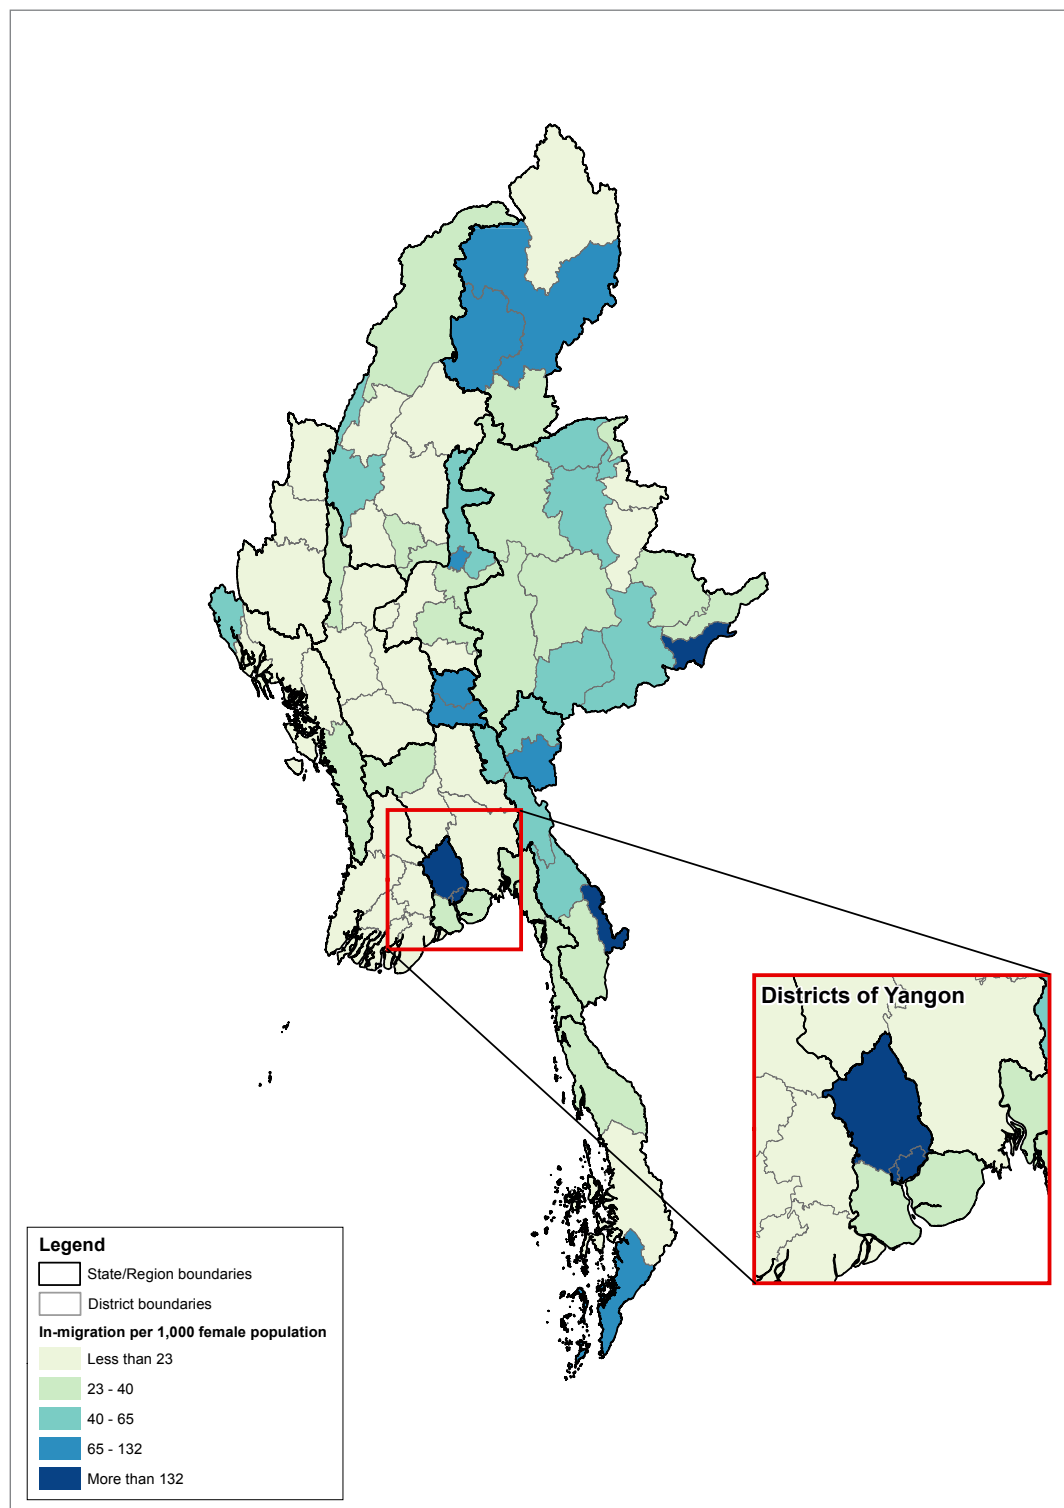 Districts of Yangon
Legend
State/Region boundaries
District boundaries
In-migration per 1,000 female population
Less than 23
23 - 40
40 - 65
65 - 132
More than 132